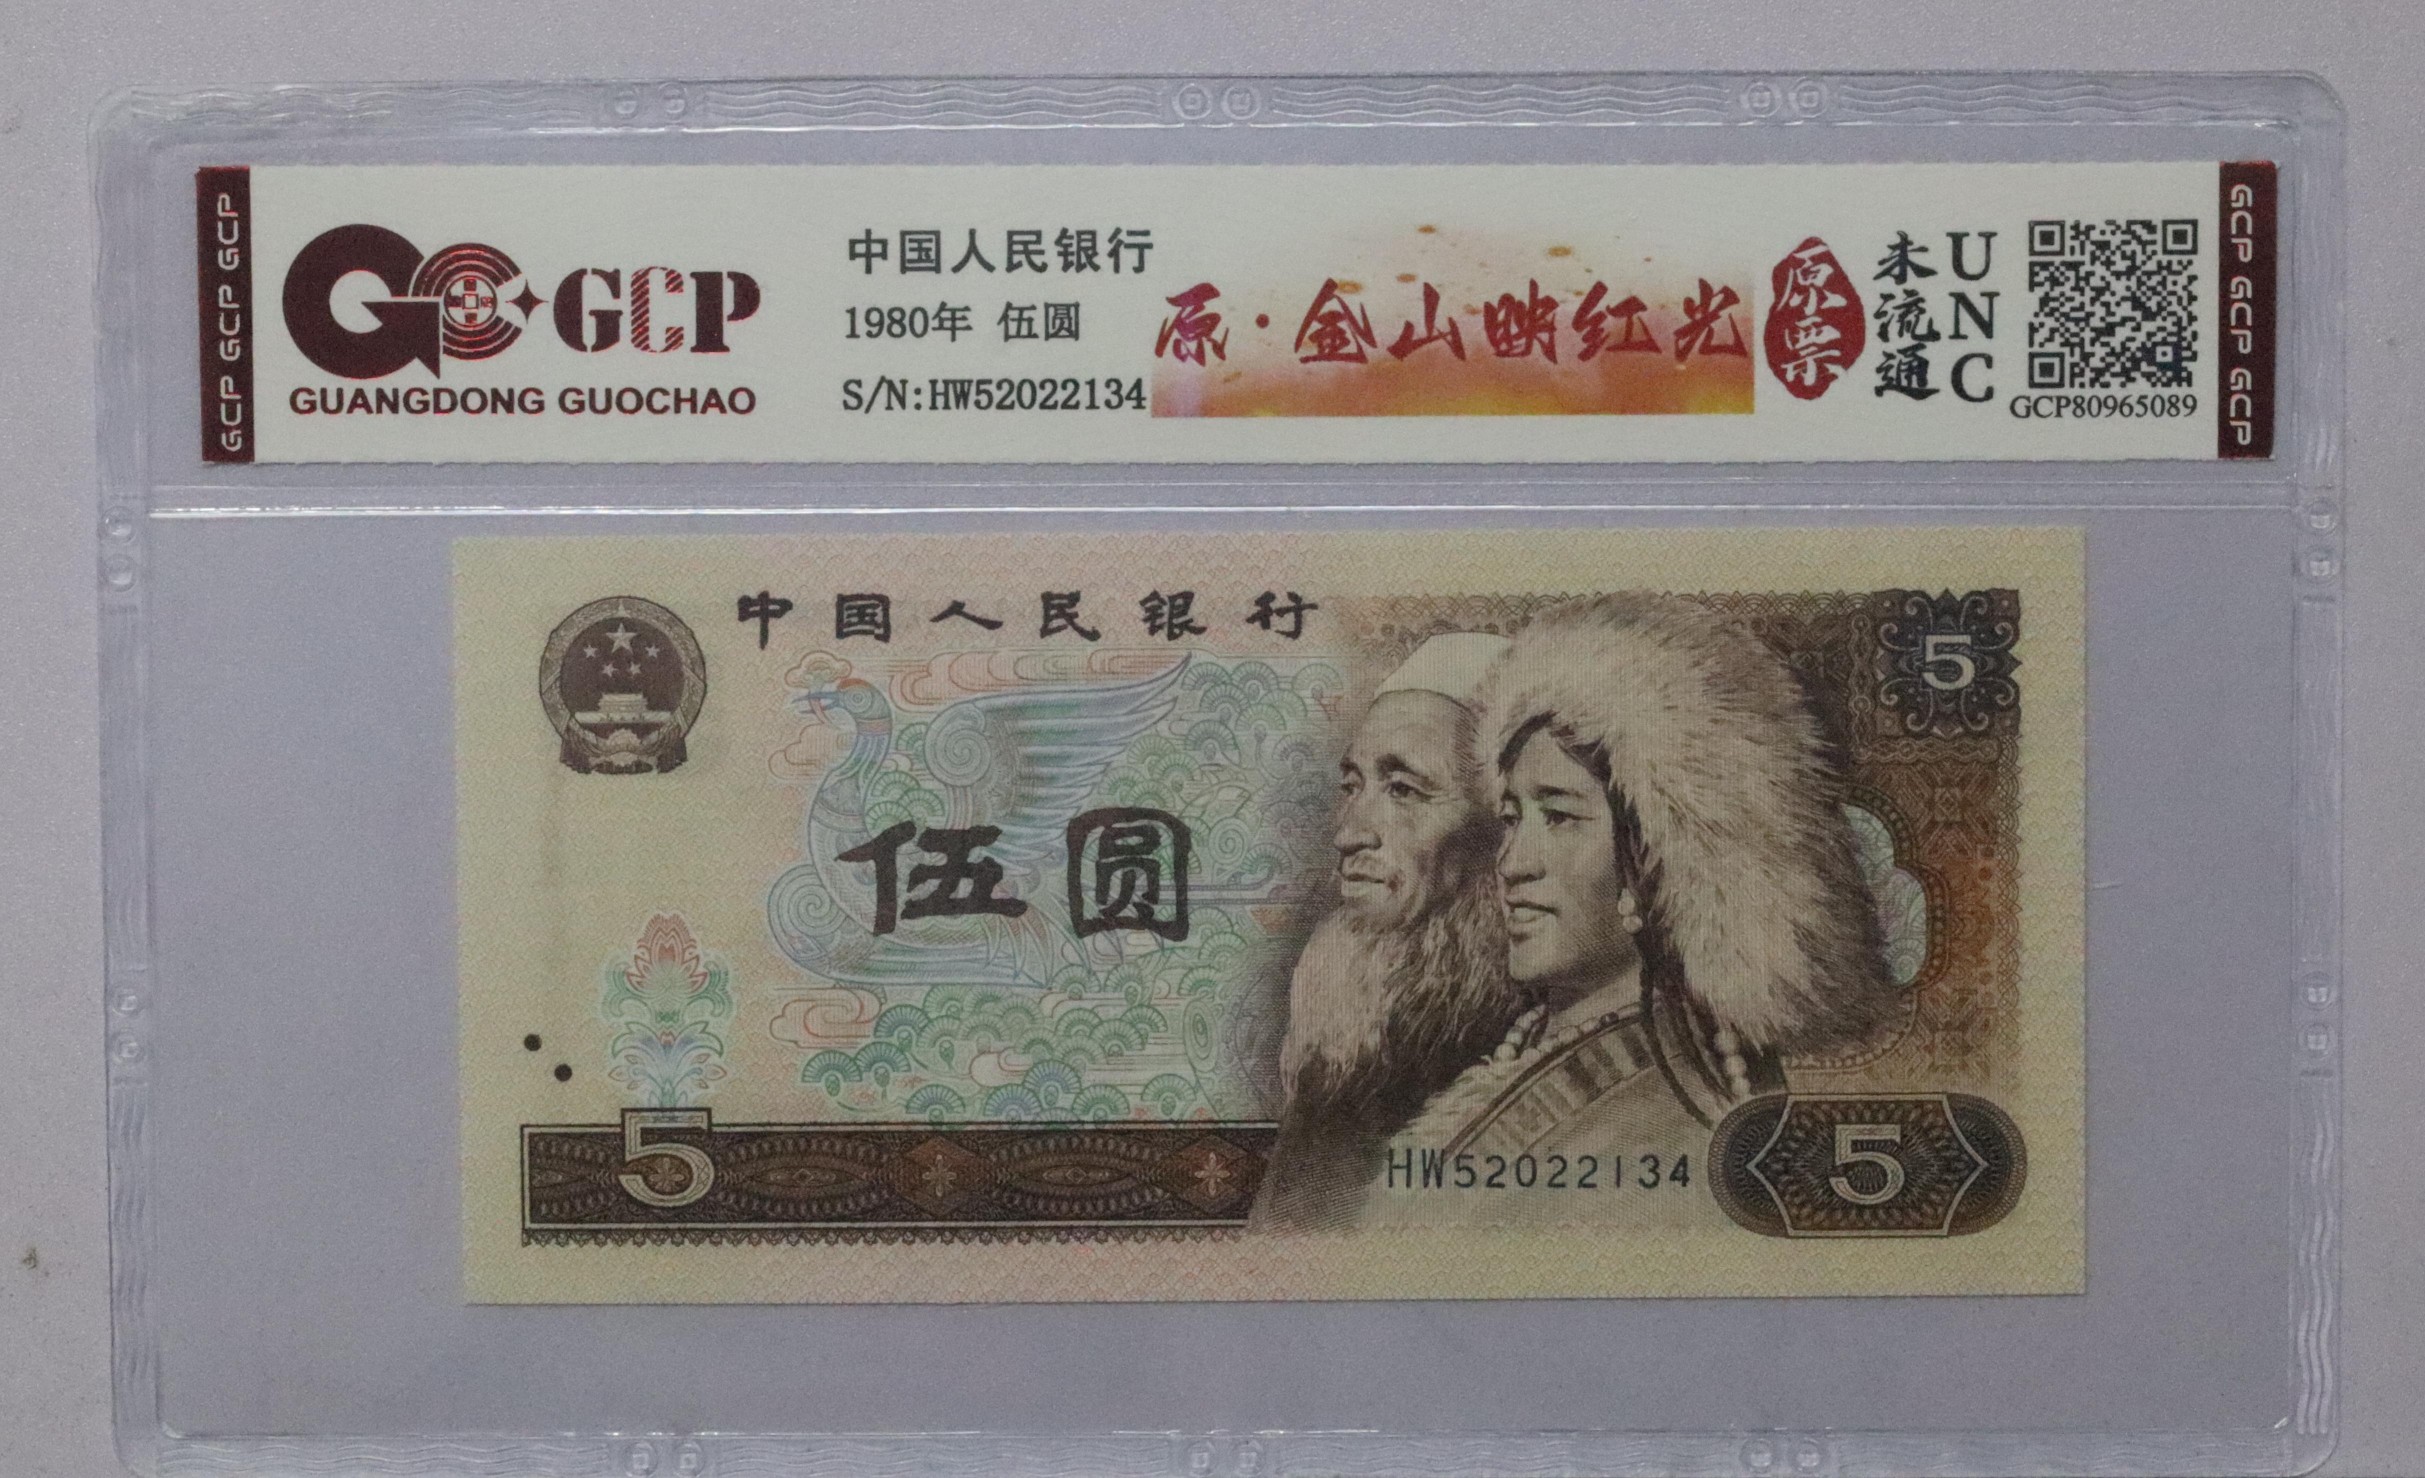 GCP GCP GCP
GCP
GUANGDONG GUOCHAO
中国人民银行
1980年 伍圆
S/N:HW52022134
原·金山映红光
原票
未流通
UNC
GCP80965089
GCP GCP GCP
中国人民银行
5
伍圆
5
HW52022134
5